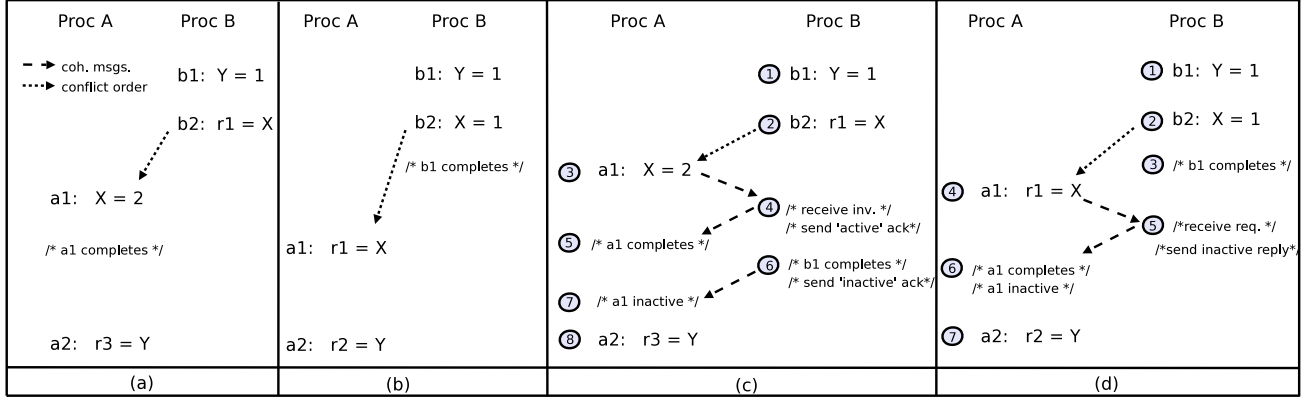 Proc A Proc B
coh. msgs.
conflict order
b1: Y = 1
b2: r1 = X
a1: X = 2
/* a1 completes */
a2: r3 = Y
(a)
Proc A Proc B
b1: Y = 1
b2: X = 1
/* b1 completes */
a1: r1 = X
a2: r2 = Y
(b)
Proc A Proc B
1 b1: Y = 1
2 b2: r1 = X
3 a1: X = 2
4 /* receive inv. */
/* send 'active' ack*/
5 /* a1 completes */
6 /* b1 completes */
/* send 'inactive' ack*/
7 /* a1 inactive */
8 a2: r3 = Y
(c)
Proc A Proc B
1 b1: Y = 1
2 b2: X = 1
3 /* b1 completes */
4 a1: r1 = X
5 /*receive req. */
/*send inactive reply*/
6 /* a1 completes */
/* a1 inactive */
7 a2: r2 = Y
(d)